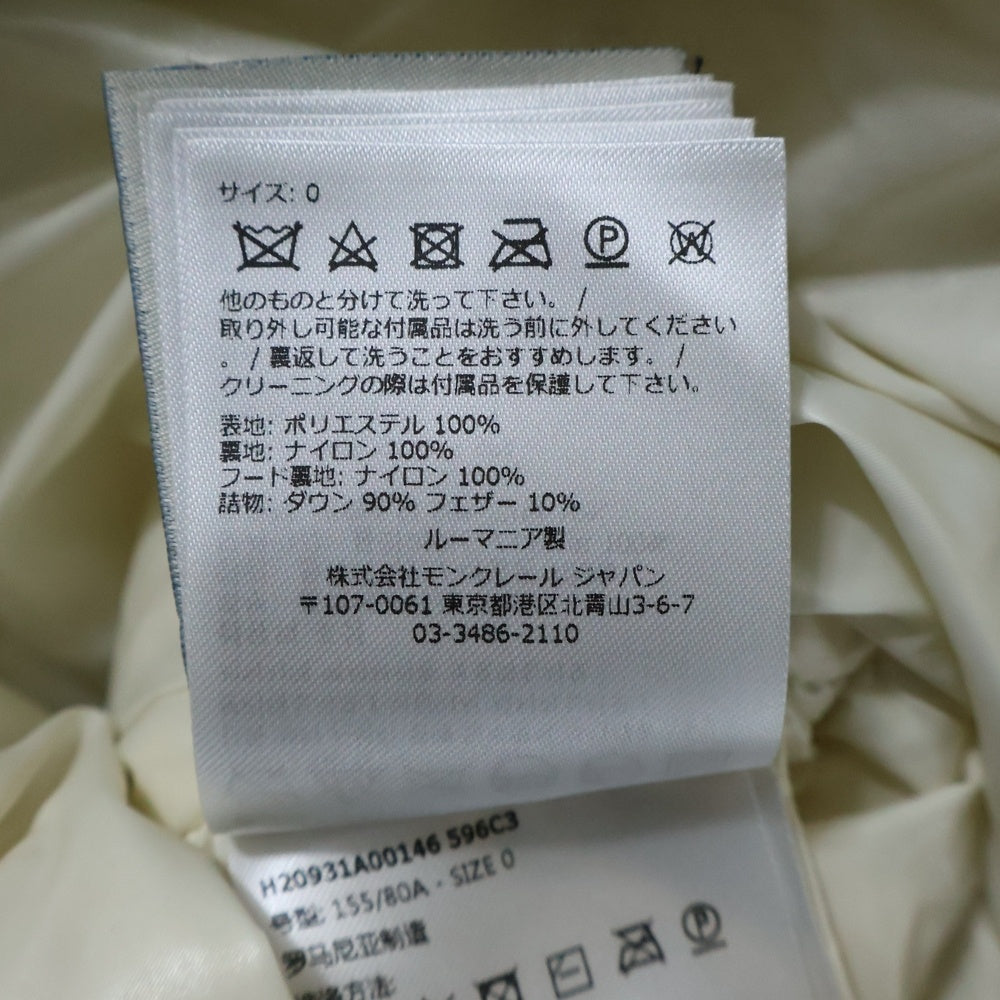 サイズ: 0
P W
他のものと分けて洗って下さい。 /
取り外し可能な付属品は洗う前に外してください
。 / 裏返して洗うことをおすすめします。 /
クリーニングの際は付属品を保護して下さい。
表地: ポリエステル 100%
裏地: ナイロン 100%
フード裏地: ナイロン 100%
詰物: ダウン 90% フェザー 10%
ルーマニア製
株式会社モンクレール ジャパン
〒107-0061 東京都港区北青山3-6-7
03-3486-2110
H20931A00146 596C3
号型: 155/80A - SIZE 0
罗马尼亚制造
洗涤方法:
P